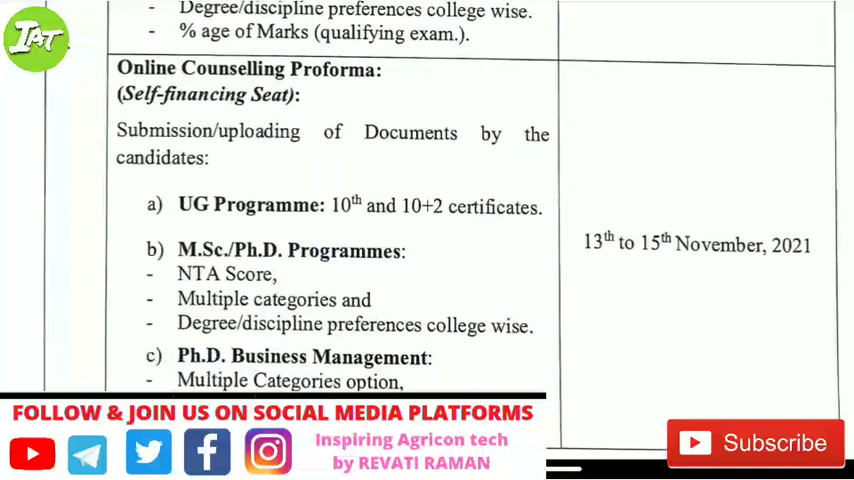 IAT
- Degree/discipline preferences college wise.
- % age of Marks (qualifying exam.).
Online Counselling Proforma:
(Self-financing Seat):
Submission/uploading of Documents by the
candidates:
a) UG Programme: 10th and 10+2 certificates.
b) M.Sc./Ph.D. Programmes:
- NTA Score,
- Multiple categories and
- Degree/discipline preferences college wise.
c) Ph.D. Business Management:
- Multiple Categories option,
13th to 15th November, 2021
FOLLOW & JOIN US ON SOCIAL MEDIA PLATFORMS
Inspiring Agricon tech
by REVATI RAMAN
Subscribe